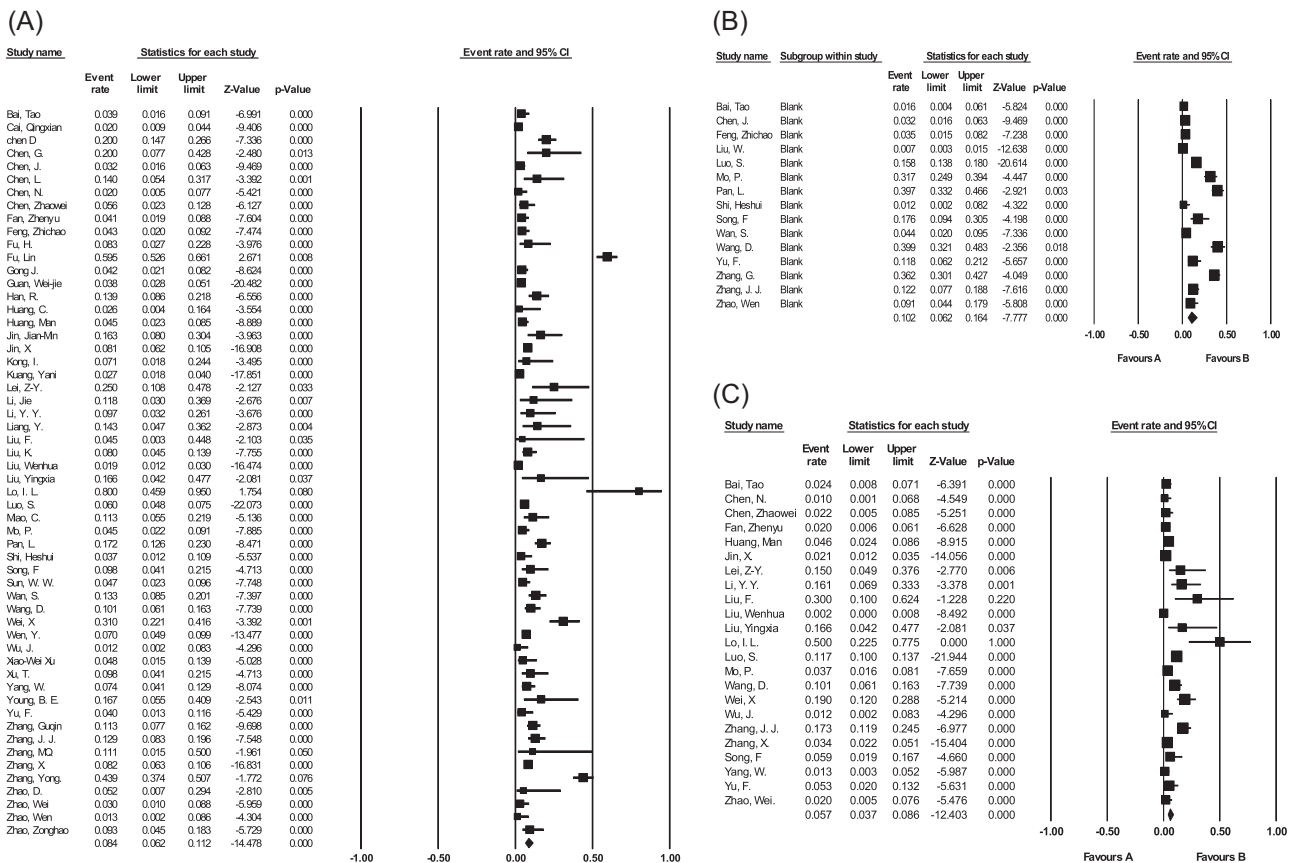 (A)
Study name Statistics for each study Event rate and 95% CI
Event rate Lower limit Upper limit Z-Value p-Value
Bai, Tao 0.039 0.016 0.091 -6.991 0.000
Cai, Qingxian 0.020 0.009 0.044 -9.406 0.000
chen D 0.200 0.147 0.266 -7.336 0.000
Chen, G. 0.200 0.077 0.428 -2.480 0.013
Chen, J. 0.032 0.016 0.063 -9.469 0.000
Chen, L. 0.140 0.054 0.317 -3.392 0.001
Chen, N. 0.020 0.005 0.077 -5.421 0.000
Chen, Zhaowei 0.056 0.023 0.128 -6.127 0.000
Fan, Zhenyu 0.041 0.019 0.088 -7.604 0.000
Feng, Zhichao 0.043 0.020 0.092 -7.474 0.000
Fu, H. 0.083 0.027 0.228 -3.976 0.000
Fu, Lin 0.595 0.526 0.661 2.671 0.008
Gong J. 0.042 0.021 0.082 -8.624 0.000
Guan, Wei-jie 0.038 0.028 0.051 -20.482 0.000
Han, R. 0.139 0.086 0.218 -6.556 0.000
Huang, C. 0.026 0.004 0.164 -3.554 0.000
Huang, Man 0.045 0.023 0.085 -8.889 0.000
Jin, Jian-Mn 0.163 0.080 0.304 -3.963 0.000
Jin, X 0.081 0.062 0.105 -16.908 0.000
Kong, I. 0.071 0.018 0.244 -3.495 0.000
Kuang, Yani 0.027 0.018 0.040 -17.851 0.000
Lei, Z-Y. 0.250 0.108 0.478 -2.127 0.033
Li, Jie 0.118 0.030 0.369 -2.676 0.007
Li, Y. Y. 0.097 0.032 0.261 -3.676 0.000
Liang, Y. 0.143 0.047 0.362 -2.873 0.004
Liu, F. 0.045 0.003 0.448 -2.103 0.035
Liu, K. 0.080 0.045 0.139 -7.755 0.000
Liu, Wenhua 0.019 0.012 0.030 -16.474 0.000
Liu, Yingxia 0.166 0.042 0.477 -2.081 0.037
Lo, I. L. 0.800 0.459 0.950 1.754 0.080
Luo, S. 0.060 0.048 0.075 -22.073 0.000
Mao, C. 0.113 0.055 0.219 -5.136 0.000
Mo, P. 0.045 0.022 0.091 -7.885 0.000
Pan, L. 0.172 0.126 0.230 -8.471 0.000
Shi, Heshui 0.037 0.012 0.109 -5.537 0.000
Song, F 0.098 0.041 0.215 -4.713 0.000
Sun, W. W. 0.047 0.023 0.096 -7.748 0.000
Wan, S. 0.133 0.085 0.201 -7.397 0.000
Wang, D. 0.101 0.061 0.163 -7.739 0.000
Wei, X 0.310 0.221 0.416 -3.392 0.001
Wen, Y. 0.070 0.049 0.099 -13.477 0.000
Wu, J. 0.012 0.002 0.083 -4.296 0.000
Xiao-Wei Xu 0.048 0.015 0.139 -5.028 0.000
Xu, T. 0.098 0.041 0.215 -4.713 0.000
Yang, W. 0.074 0.041 0.129 -8.074 0.000
Young, B. E. 0.167 0.055 0.409 -2.543 0.011
Yu, F. 0.040 0.013 0.116 -5.429 0.000
Zhang, Guqin 0.113 0.077 0.162 -9.698 0.000
Zhang, J. J. 0.129 0.083 0.196 -7.548 0.000
Zhang, MQ 0.111 0.015 0.500 -1.961 0.050
Zhang, X 0.082 0.063 0.106 -16.831 0.000
Zhang, Yong. 0.439 0.374 0.507 -1.772 0.076
Zhao, D. 0.052 0.007 0.294 -2.810 0.005
Zhao, Wei 0.030 0.010 0.088 -5.959 0.000
Zhao, Wen 0.013 0.002 0.086 -4.304 0.000
Zhao, Zonghao 0.093 0.045 0.183 -5.729 0.000
0.084 0.062 0.112 -14.478 0.000
-1.00 0.00 0.50 1.00
(B)
Study name Subgroup within study Statistics for each study Event rate and 95% CI
Event rate Lower limit Upper limit Z-Value p-Value
Bai, Tao Blank 0.016 0.004 0.061 -5.824 0.000
Chen, J. Blank 0.032 0.016 0.063 -9.469 0.000
Feng, Zhichao Blank 0.035 0.015 0.082 -7.238 0.000
Liu, W. Blank 0.007 0.003 0.015 -12.638 0.000
Luo, S. Blank 0.158 0.138 0.180 -20.614 0.000
Mo, P. Blank 0.317 0.249 0.394 -4.447 0.000
Pan, L. Blank 0.397 0.332 0.466 -2.921 0.003
Shi, Heshui Blank 0.012 0.002 0.082 -4.322 0.000
Song, F Blank 0.176 0.094 0.305 -4.198 0.000
Wan, S. Blank 0.044 0.020 0.095 -7.336 0.000
Wang, D. Blank 0.399 0.321 0.483 -2.356 0.018
Yu, F. Blank 0.118 0.062 0.212 -5.657 0.000
Zhang, G. Blank 0.362 0.301 0.427 -4.049 0.000
Zhang, J. J. Blank 0.122 0.077 0.188 -7.616 0.000
Zhao, Wen Blank 0.091 0.044 0.179 -5.808 0.000
0.102 0.062 0.164 -7.777 0.000
-1.00 -0.50 0.00 0.50 1.00
Favours A Favours B
(C)
Study name Statistics for each study Event rate and 95% CI
Event rate Lower limit Upper limit Z-Value p-Value
Bai, Tao 0.024 0.008 0.071 -6.391 0.000
Chen, N. 0.010 0.001 0.068 -4.549 0.000
Chen, Zhaowei 0.022 0.005 0.085 -5.251 0.000
Fan, Zhenyu 0.020 0.006 0.061 -6.628 0.000
Huang, Man 0.046 0.024 0.086 -8.915 0.000
Jin, X. 0.021 0.012 0.035 -14.056 0.000
Lei, Z-Y. 0.150 0.049 0.376 -2.770 0.006
Li, Y. Y. 0.161 0.069 0.333 -3.378 0.001
Liu, F. 0.300 0.100 0.624 -1.228 0.220
Liu, Wenhua 0.002 0.000 0.008 -8.492 0.000
Liu, Yingxia 0.166 0.042 0.477 -2.081 0.037
Lo, I. L. 0.500 0.225 0.775 0.000 1.000
Luo, S. 0.117 0.100 0.137 -21.944 0.000
Mo, P. 0.037 0.016 0.081 -7.659 0.000
Wang, D. 0.101 0.061 0.163 -7.739 0.000
Wei, X 0.190 0.120 0.288 -5.214 0.000
Wu, J. 0.012 0.002 0.083 -4.296 0.000
Zhang, J. J. 0.173 0.119 0.245 -6.977 0.000
Zhang, X. 0.034 0.022 0.051 -15.404 0.000
Song, F 0.059 0.019 0.167 -4.660 0.000
Yang, W. 0.013 0.003 0.052 -5.987 0.000
Yu, F. 0.053 0.020 0.132 -5.631 0.000
Zhao, Wei. 0.020 0.005 0.076 -5.476 0.000
0.057 0.037 0.086 -12.403 0.000
-1.00 -0.50 0.00 0.50 1.00
Favours A Favours B